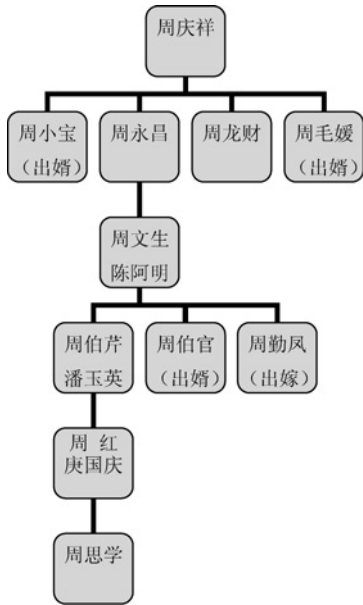 周庆祥
周小宝
（出婿）
周永昌
周龙财
周毛媛
（出婿）
周文生
陈阿明
周伯芹
潘玉英
周伯官
（出婿）
周勤凤
（出嫁）
周 红
庚国庆
周思学